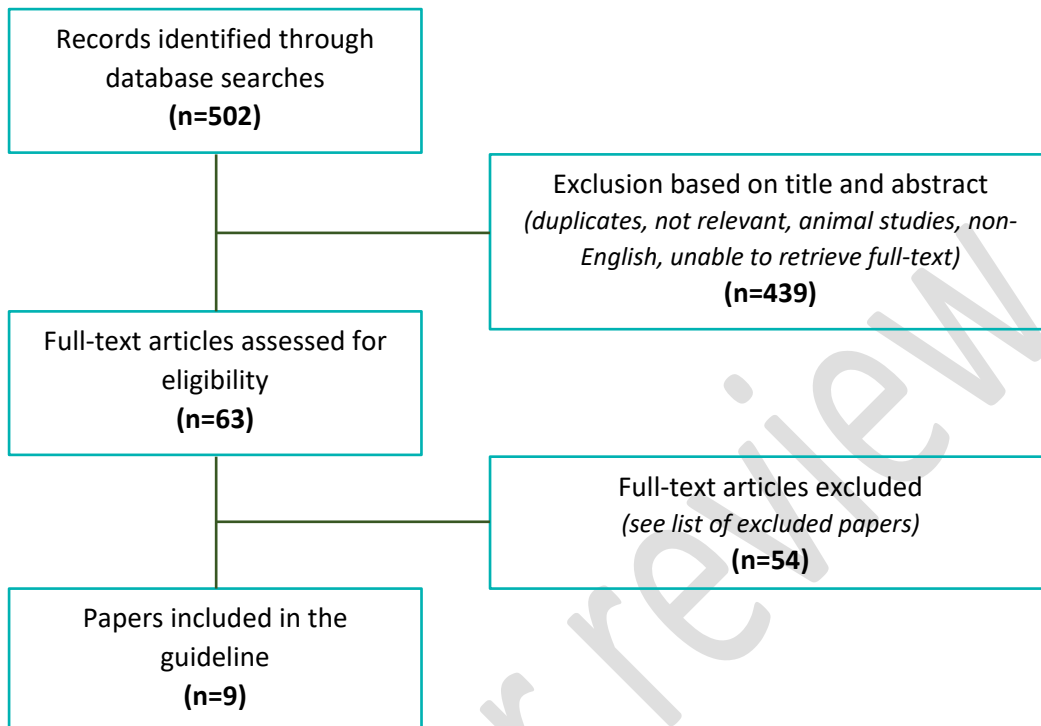 Records identified through
database searches
(n=502)
Exclusion based on title and abstract
(duplicates, not relevant, animal studies, non-
English, unable to retrieve full-text)
(n=439)
Full-text articles assessed for
eligibility
(n=63)
Full-text articles excluded
(see list of excluded papers)
(n=54)
Papers included in the
guideline
(n=9)
r review